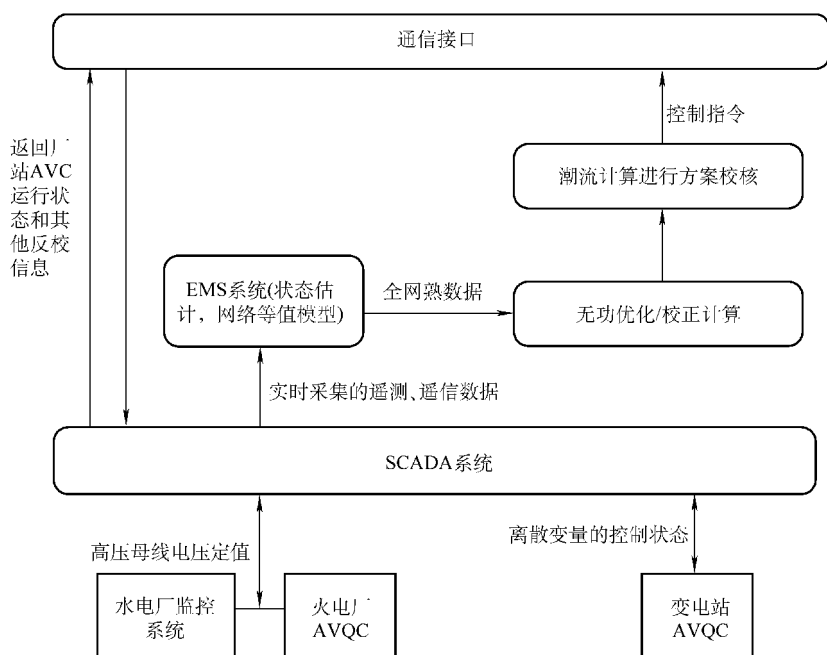 通信接口
控制指令
返回厂
站AVC
运行状
态和其
他反校
信息
潮流计算进行方案校核
EMS系统(状态估
计，网络等值模型)
全网熟数据
无功优化/校正计算
实时采集的遥测、遥信数据
SCADA系统
高压母线电压定值
离散变量的控制状态
水电厂监控
系统
火电厂
AVQC
变电站
AVQC